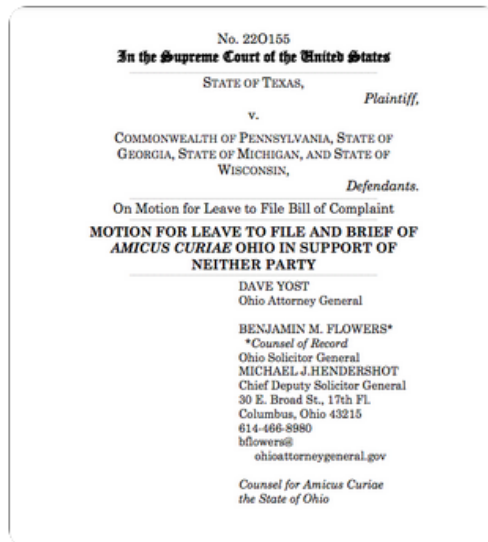 No. 22O155
In the Supreme Court of the United States
STATE OF TEXAS,
Plaintiff,
v.
COMMONWEALTH OF PENNSYLVANIA, STATE OF
GEORGIA, STATE OF MICHIGAN, AND STATE OF
WISCONSIN,
Defendants.
On Motion for Leave to File Bill of Complaint
MOTION FOR LEAVE TO FILE AND BRIEF OF
AMICUS CURIAE OHIO IN SUPPORT OF
NEITHER PARTY
DAVE YOST
Ohio Attorney General
BENJAMIN M. FLOWERS*
*Counsel of Record
Ohio Solicitor General
MICHAEL J.HENDERSHOT
Chief Deputy Solicitor General
30 E. Broad St., 17th Fl.
Columbus, Ohio 43215
614-466-8980
bflowers@
ohioattorneygeneral.gov
Counsel for Amicus Curiae
the State of Ohio